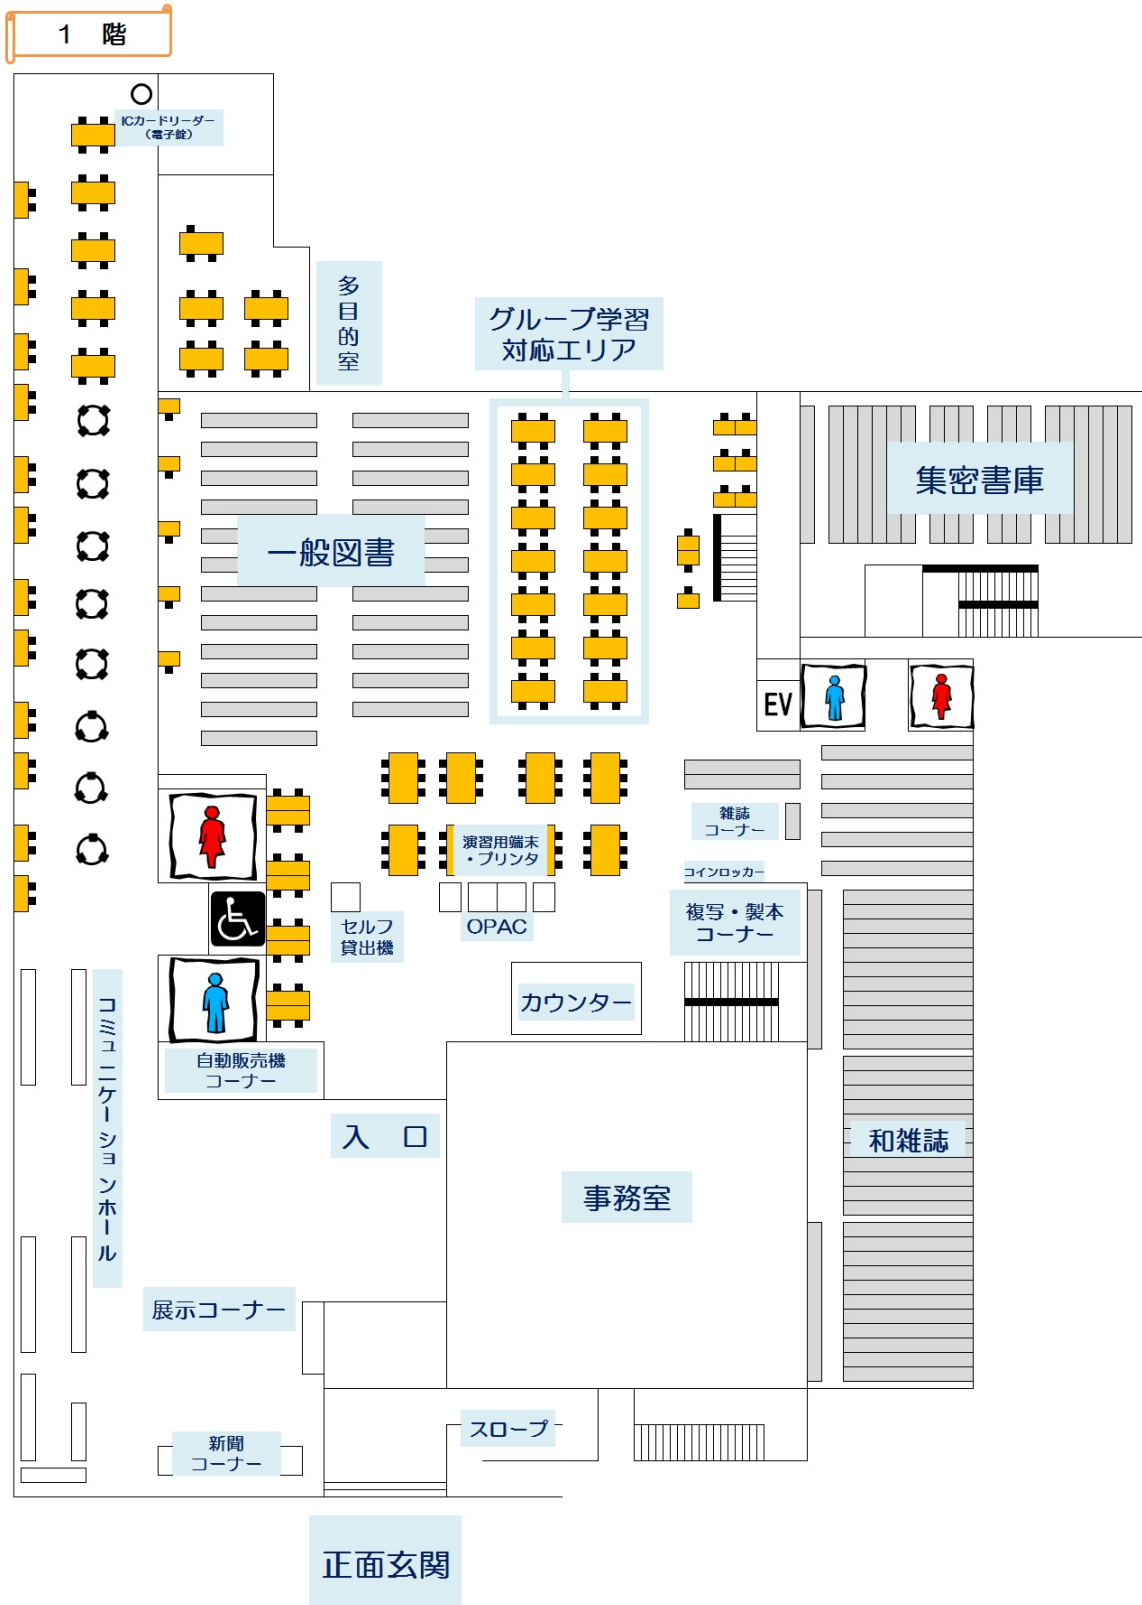 1 階
ICカードリーダー
（電子錠）
多目的室
グループ学習
対応エリア
集密書庫
一般図書
EV
雑誌
コーナー
演習用端末
・プリンタ
コインロッカー
セルフ
貸出機
OPAC
複写・製本
コーナー
カウンター
コミュニケーションホール
自動販売機
コーナー
入 口
和雑誌
事務室
展示コーナー
スロープ
新聞
コーナー
正面玄関